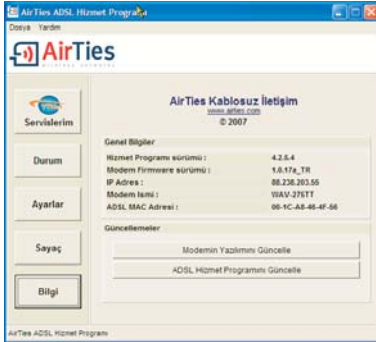 AirTies ADSL Hizmet Programı
Dosya Yardım
AirTies
Servislerim
Durum
Ayarlar
Sayaç
Bilgi
AirTies Kablosuz İletişim
www.airties.com
© 2007
Genel Bilgiler
Hizmet Programı sürümü : 4.2.5.4
Modem Firmware sürümü : 1.0.17a_TR
IP Adres : 88.238.203.55
Modem İsmi : WAV-275TT
ADSL MAC Adresi : 00-1C-A8-46-4F-56
Güncellemeler
Modemin Yazılımını Güncelle
ADSL Hizmet Programını Güncelle
AirTies ADSL Hizmet Programı